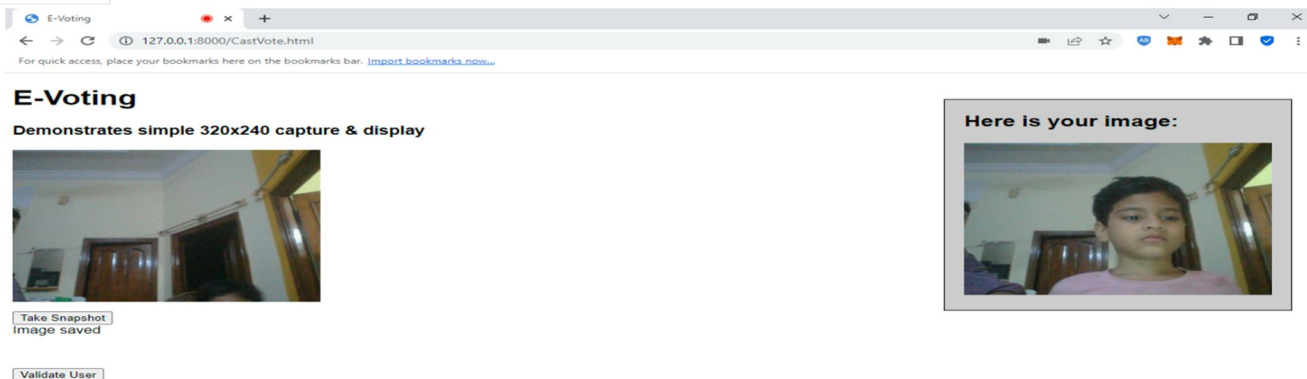 E-Voting
127.0.0.1:8000/CastVote.html
For quick access, place your bookmarks here on the bookmarks bar. Import bookmarks now...
E-Voting
Demonstrates simple 320x240 capture & display
Here is your image:
Take Snapshot
Image saved
Validate User